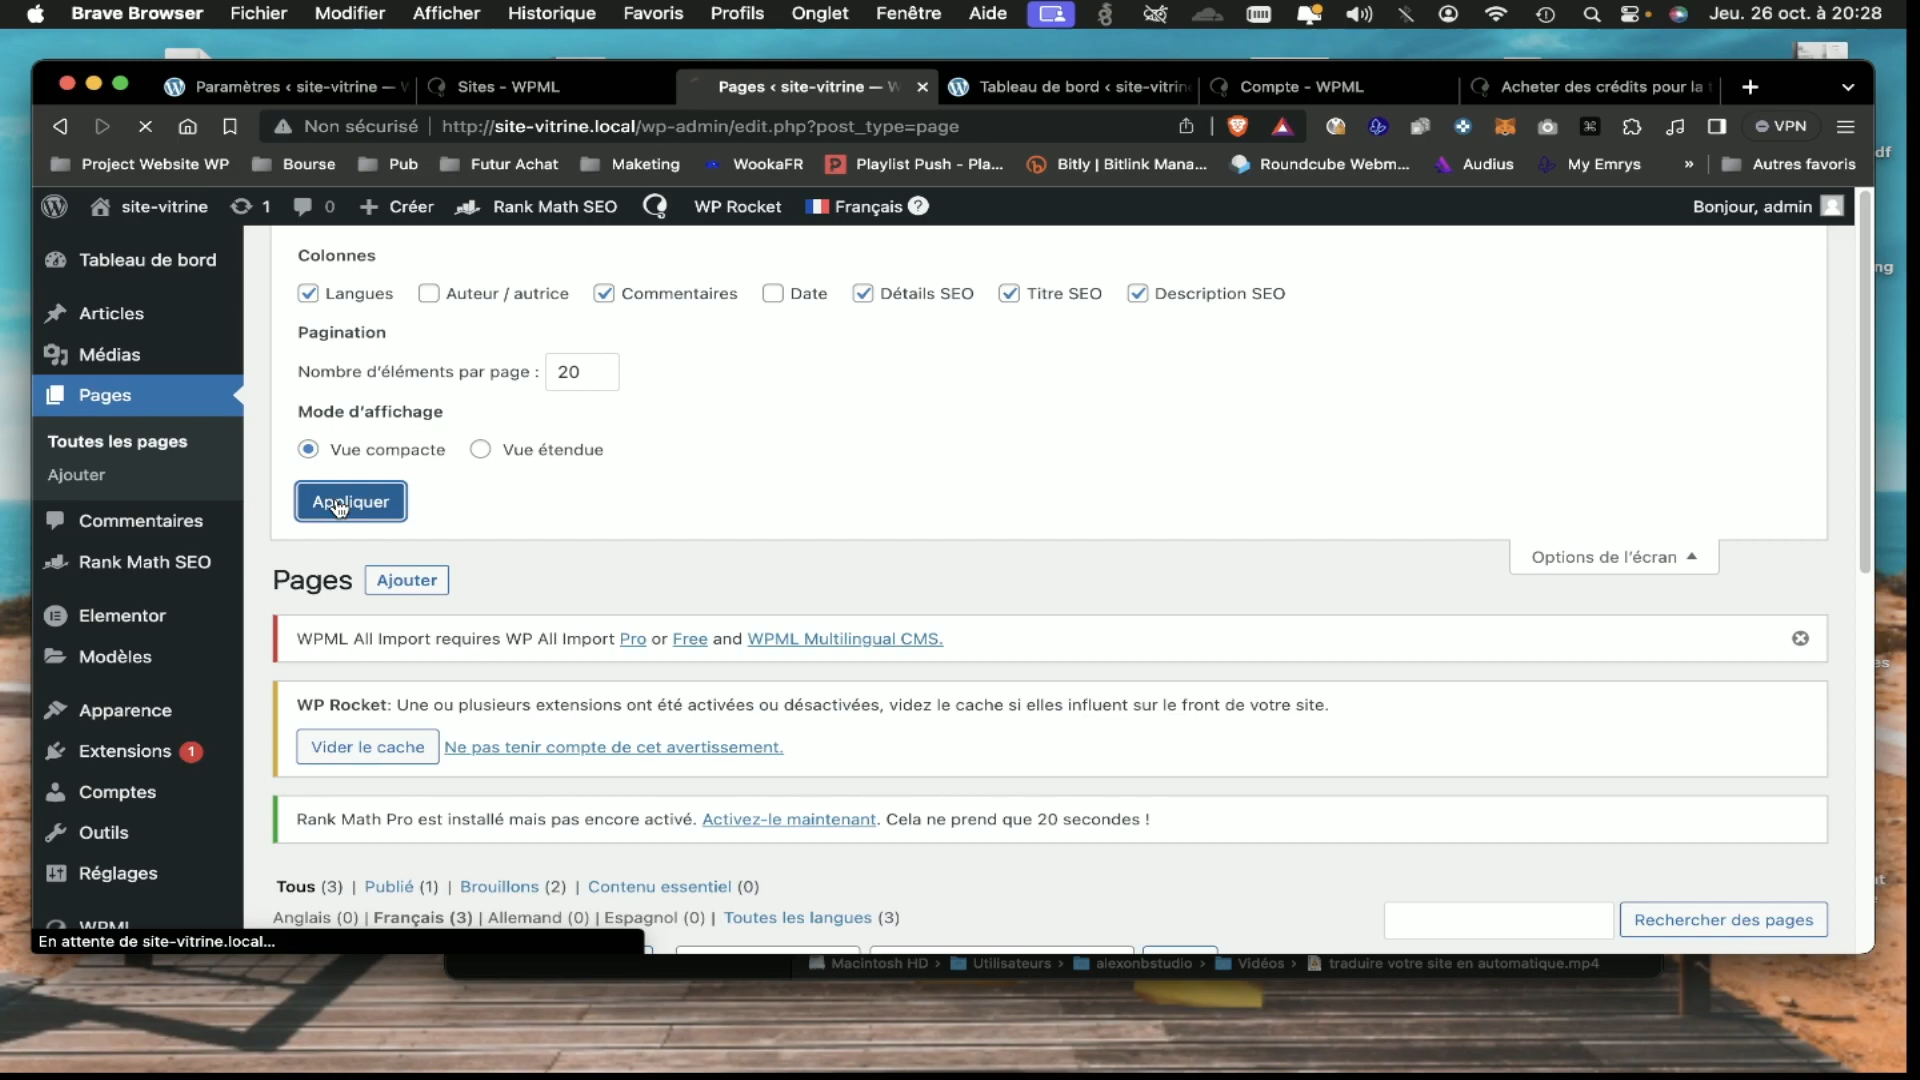 Brave Browser Fichier Modifier Afficher Historique Favoris Profils Onglet Fenêtre Aide Jeu. 26 oct. à 20:28
Paramètres ‹ site-vitrine — Sites - WPML Pages ‹ site-vitrine — Tableau de bord ‹ site-vitrin Compte - WPML Acheter des crédits pour la
Non sécurisé http://site-vitrine.local/wp-admin/edit.php?post_type=page VPN
Project Website WP Bourse Pub Futur Achat Maketing WookaFR Playlist Push - Pla... Bitly | Bitlink Mana... Roundcube Webm... Audius My Emrys » Autres favoris
df
site-vitrine 1 0 + Créer Rank Math SEO WP Rocket Français ? Bonjour, admin
Tableau de bord
Articles
Médias
Pages
Toutes les pages
Ajouter
Commentaires
Rank Math SEO
Elementor
Modèles
Apparence
Extensions 1
Comptes
Outils
Réglages
WPML
Colonnes
Langues Auteur / autrice Commentaires Date Détails SEO Titre SEO Description SEO
ng
Pagination
Nombre d'éléments par page : 20
Mode d'affichage
Vue compacte Vue étendue
Appliquer
Options de l'écran
Pages Ajouter
WPML All Import requires WP All Import Pro or Free and WPML Multilingual CMS.
es
WP Rocket: Une ou plusieurs extensions ont été activées ou désactivées, videz le cache si elles influent sur le front de votre site.
Vider le cache Ne pas tenir compte de cet avertissement.
Rank Math Pro est installé mais pas encore activé. Activez-le maintenant. Cela ne prend que 20 secondes !
Tous (3) | Publié (1) | Brouillons (2) | Contenu essentiel (0)
Anglais (0) | Français (3) | Allemand (0) | Espagnol (0) | Toutes les langues (3)
Rechercher des pages
En attente de site-vitrine.local...
Macintosh HD › Utilisateurs › alexonbstudio › Vidéos › traduire votre site en automatique.mp4